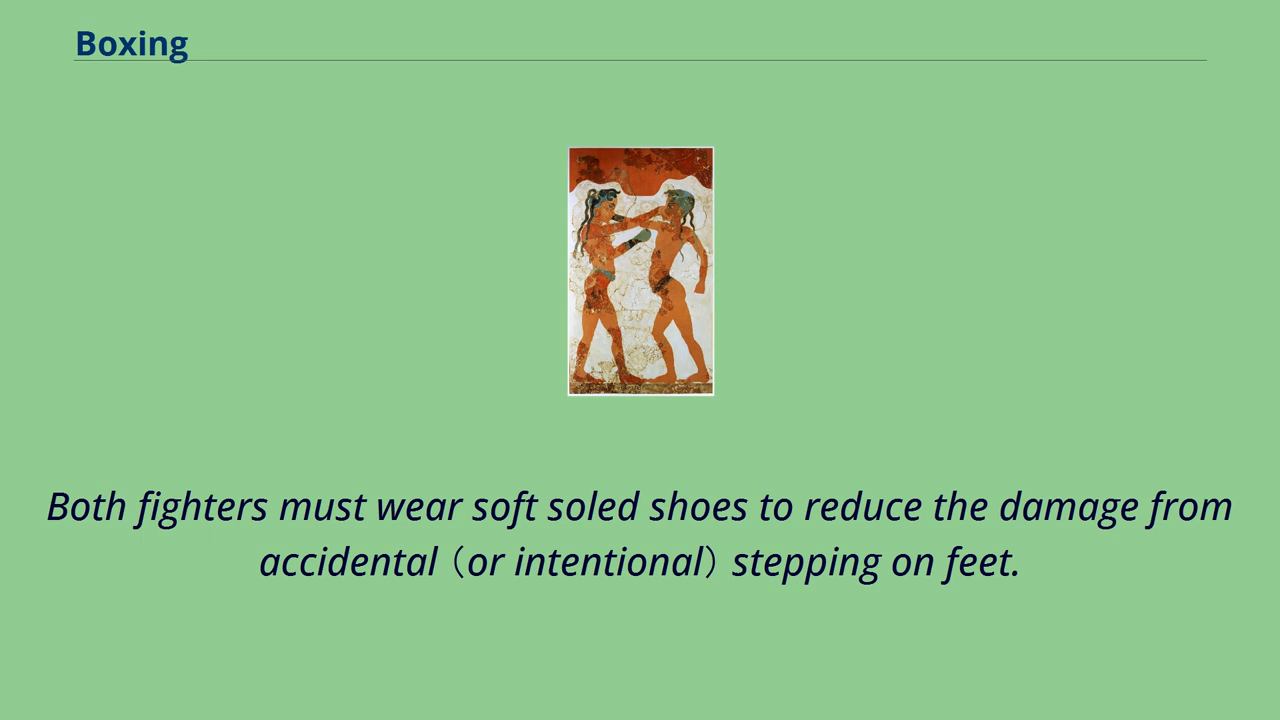 Boxing
Both fighters must wear soft soled shoes to reduce the damage from
accidental（or intentional）stepping on feet.